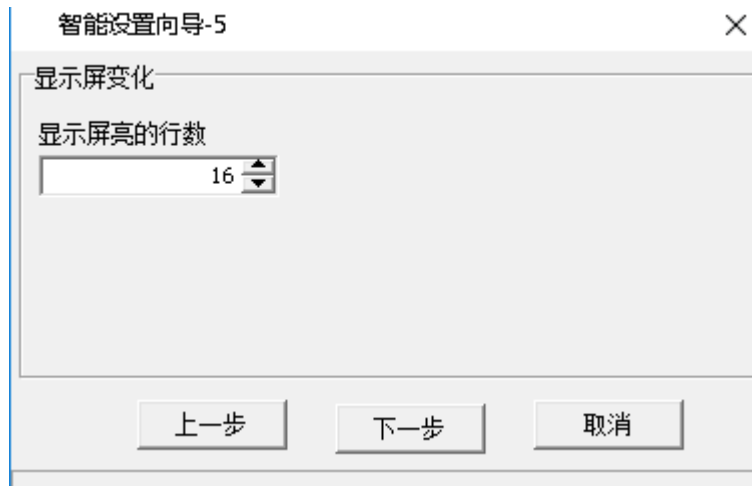 智能设置向导-5
显示屏变化
显示屏亮的行数
16
上一步 下一步 取消